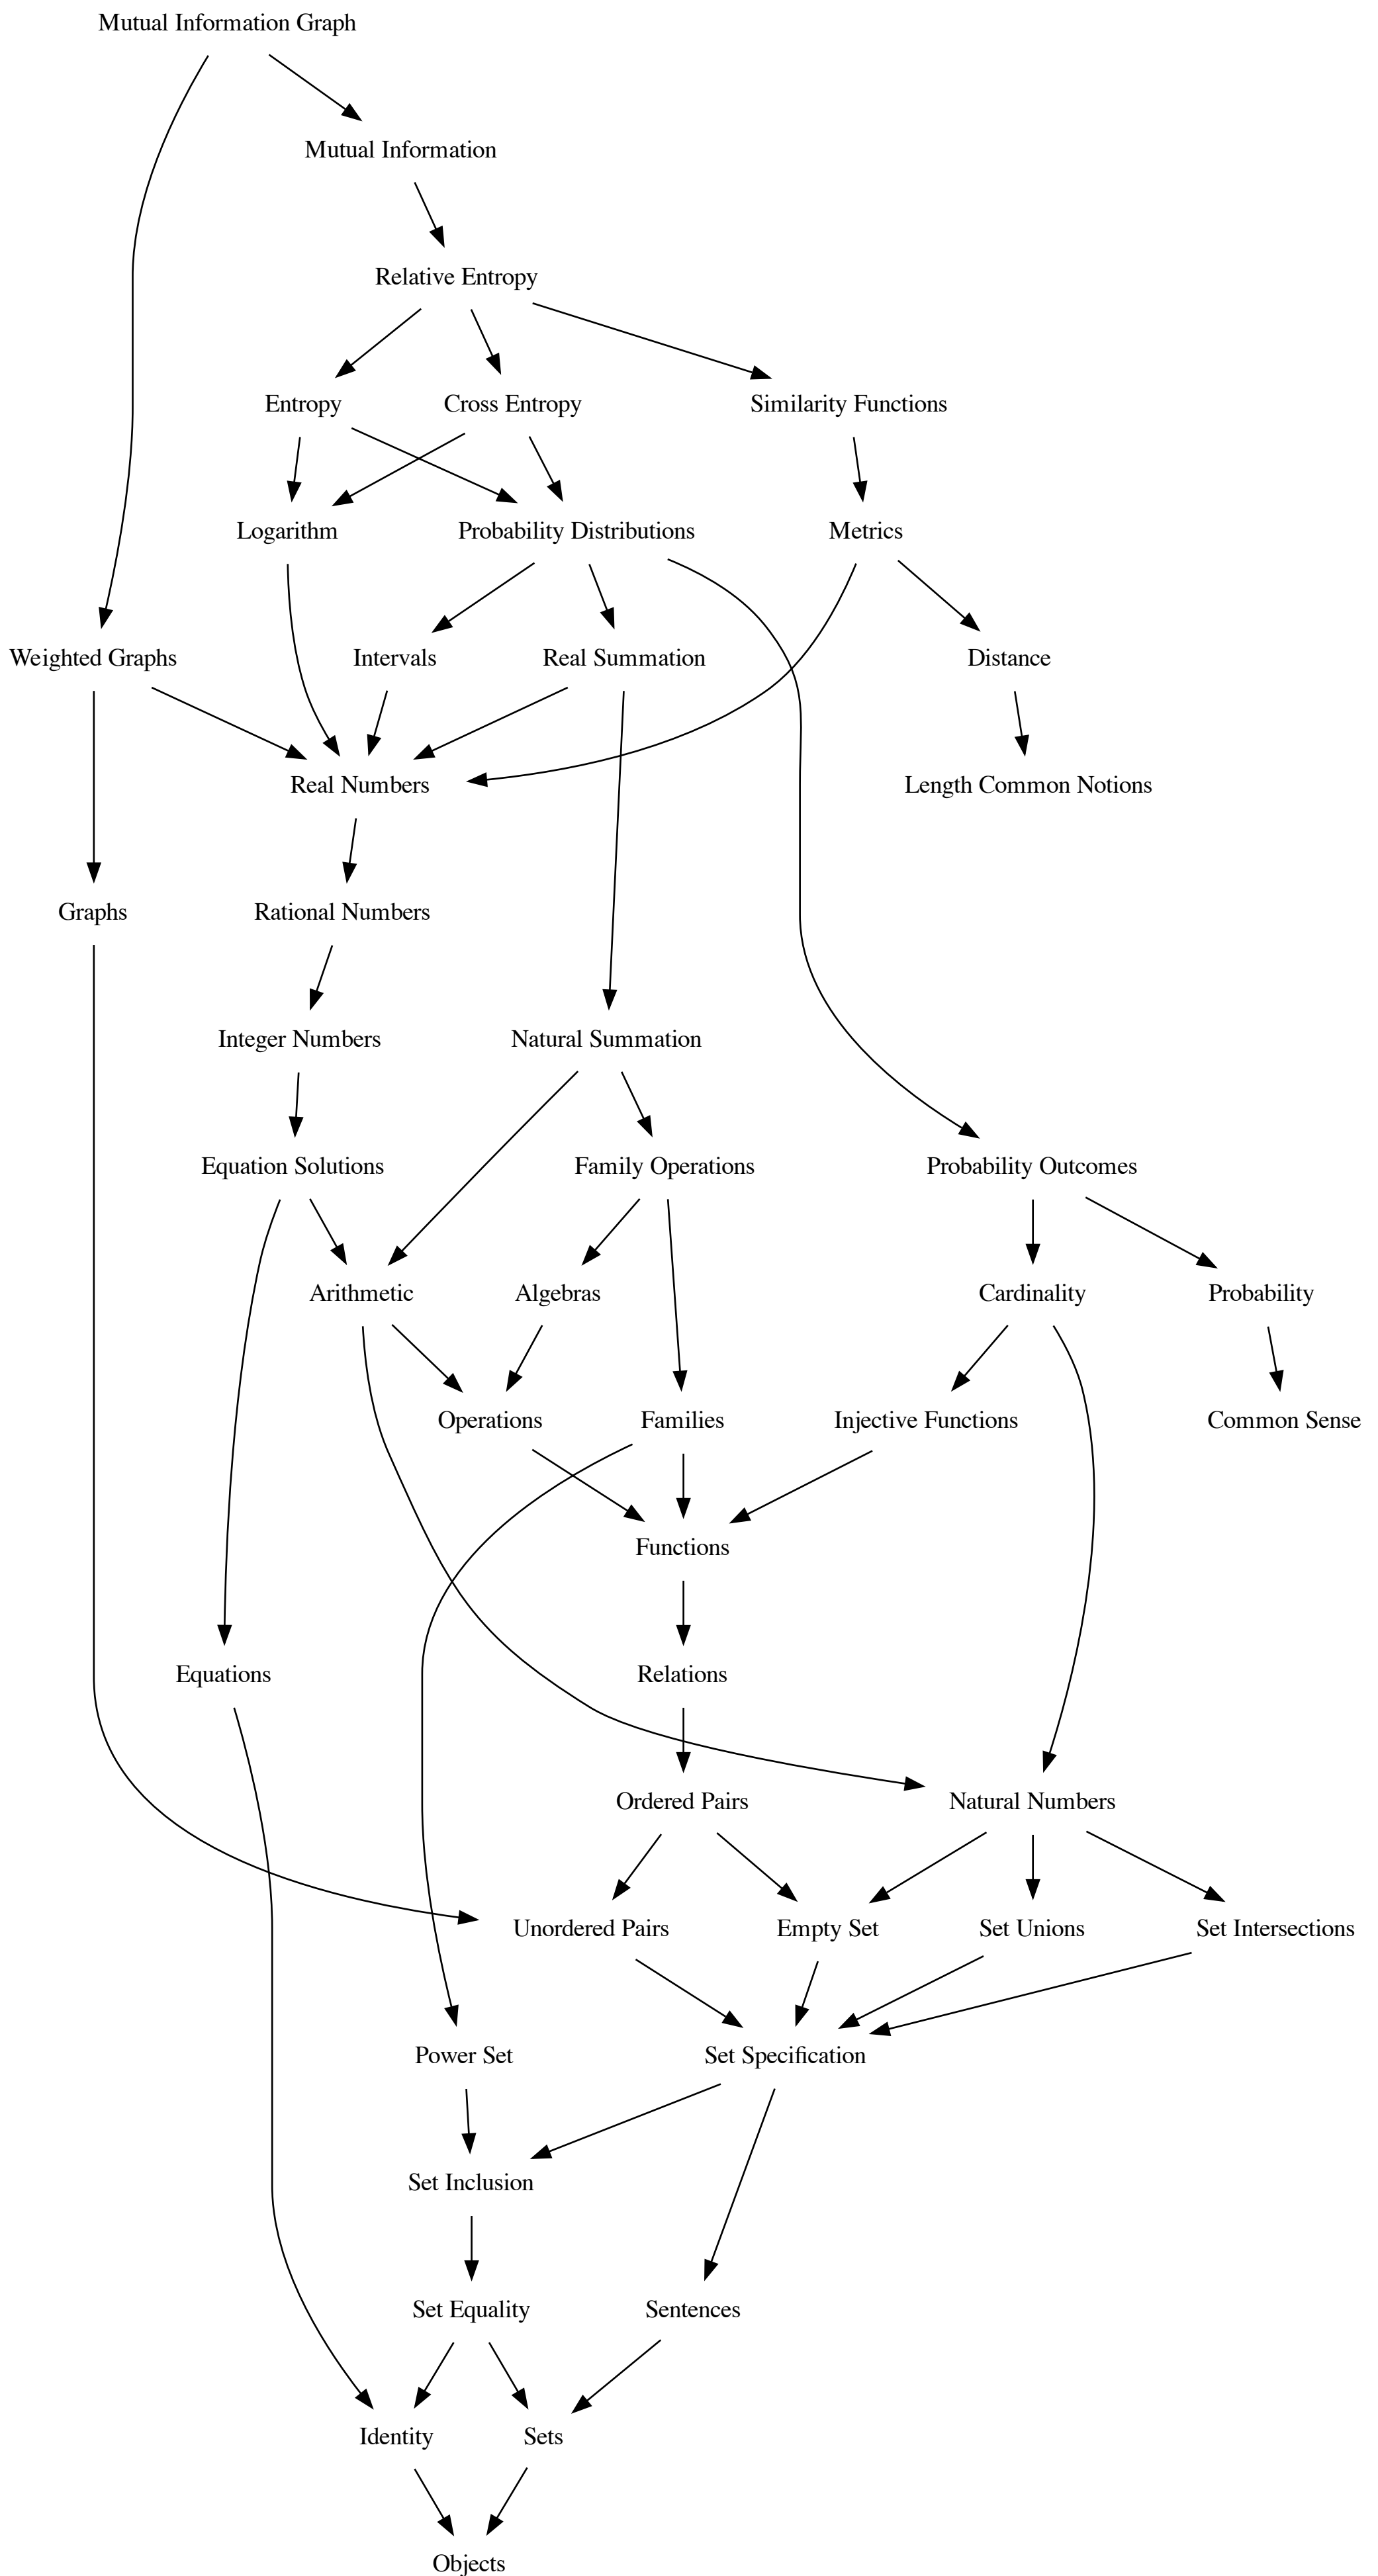 Mutual Information Graph
Mutual Information
Relative Entropy
Entropy
Cross Entropy
Similarity Functions
Logarithm
Probability Distributions
Metrics
Weighted Graphs
Intervals
Real Summation
Distance
Real Numbers
Length Common Notions
Graphs
Rational Numbers
Integer Numbers
Natural Summation
Equation Solutions
Family Operations
Probability Outcomes
Arithmetic
Algebras
Cardinality
Probability
Operations
Families
Injective Functions
Common Sense
Functions
Equations
Relations
Ordered Pairs
Natural Numbers
Unordered Pairs
Empty Set
Set Unions
Set Intersections
Power Set
Set Specification
Set Inclusion
Set Equality
Sentences
Identity
Sets
Objects